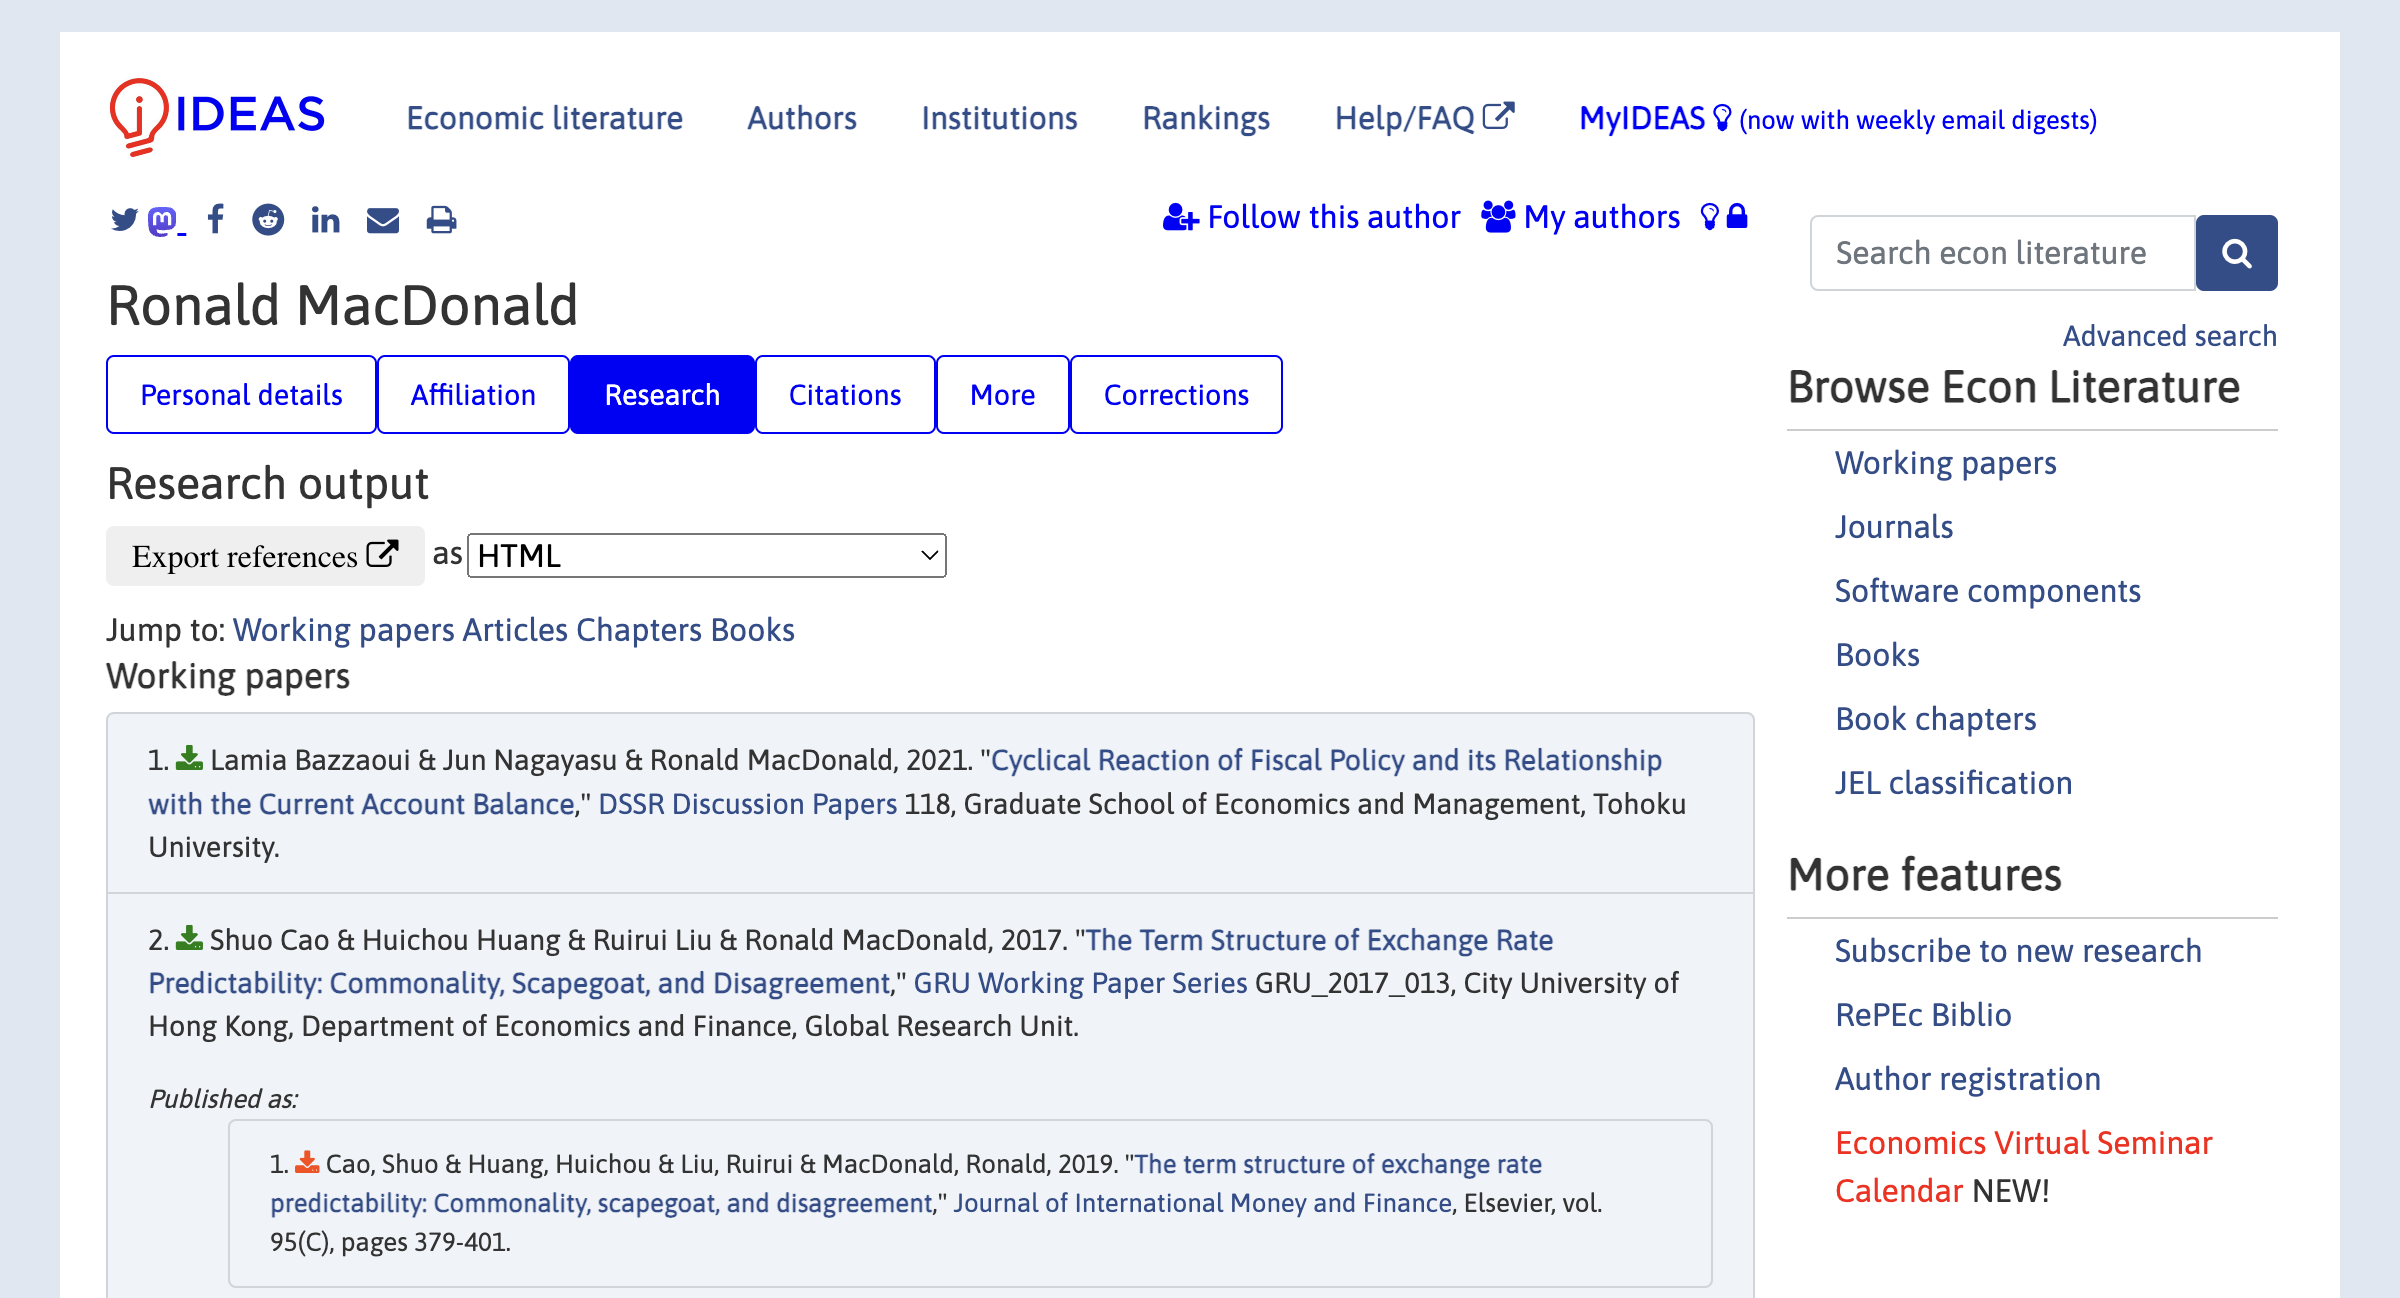 IDEAS
Economic literature Authors Institutions Rankings Help/FAQ MyIDEAS (now with weekly email digests)
Follow this author My authors
Search econ literature
Advanced search
Ronald MacDonald
Personal details Affiliation Research Citations More Corrections
Research output
Export references as HTML
Jump to: Working papers Articles Chapters Books
Working papers
1. Lamia Bazzaoui & Jun Nagayasu & Ronald MacDonald, 2021. "Cyclical Reaction of Fiscal Policy and its Relationship
with the Current Account Balance," DSSR Discussion Papers 118, Graduate School of Economics and Management, Tohoku
University.
2. Shuo Cao & Huichou Huang & Ruirui Liu & Ronald MacDonald, 2017. "The Term Structure of Exchange Rate
Predictability: Commonality, Scapegoat, and Disagreement," GRU Working Paper Series GRU_2017_013, City University of
Hong Kong, Department of Economics and Finance, Global Research Unit.
Published as:
1. Cao, Shuo & Huang, Huichou & Liu, Ruirui & MacDonald, Ronald, 2019. "The term structure of exchange rate
predictability: Commonality, scapegoat, and disagreement," Journal of International Money and Finance, Elsevier, vol.
95(C), pages 379-401.
Browse Econ Literature
Working papers
Journals
Software components
Books
Book chapters
JEL classification
More features
Subscribe to new research
RePEc Biblio
Author registration
Economics Virtual Seminar
Calendar NEW!